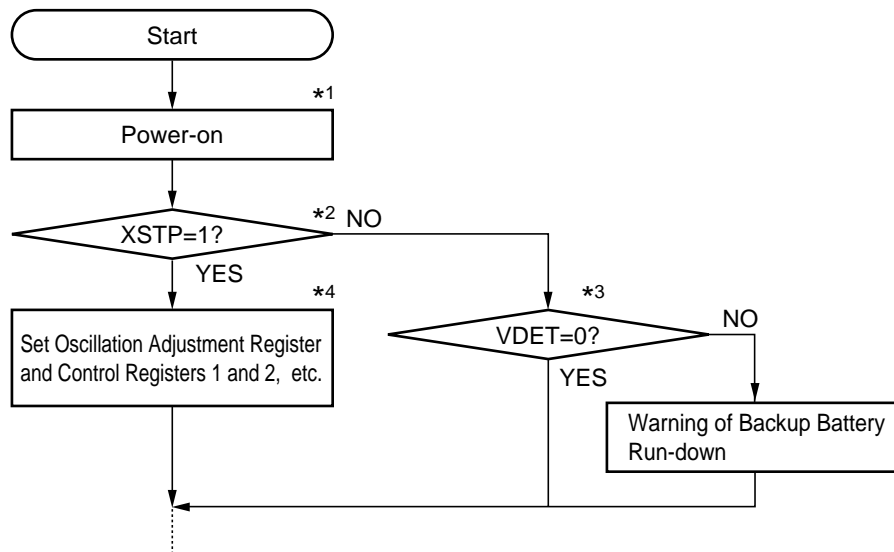 Start
*1
Power-on
*2
XSTP=1?
NO
YES
*4
Set Oscillation Adjustment Register
and Control Registers 1 and 2, etc.
*3
VDET=0?
NO
YES
Warning of Backup Battery
Run-down